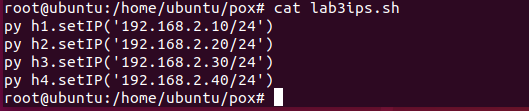 root@ubuntu:/home/ubuntu/pox# cat lab3ips.sh
py h1.setIP('192.168.2.10/24')
py h2.setIP('192.168.2.20/24')
py h3.setIP('192.168.2.30/24')
py h4.setIP('192.168.2.40/24')
root@ubuntu:/home/ubuntu/pox#